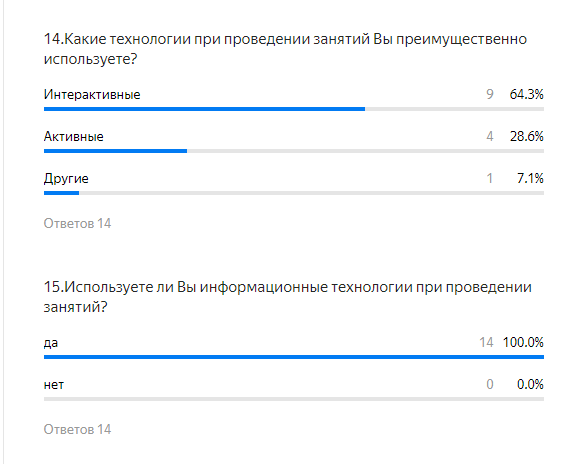 14.Какие технологии при проведении занятий Вы преимущественно
используете?
Интерактивные 9 64.3%
Активные 4 28.6%
Другие 1 7.1%
Ответов 14
15.Используете ли Вы информационные технологии при проведении
занятий?
да 14 100.0%
нет 0 0.0%
Ответов 14